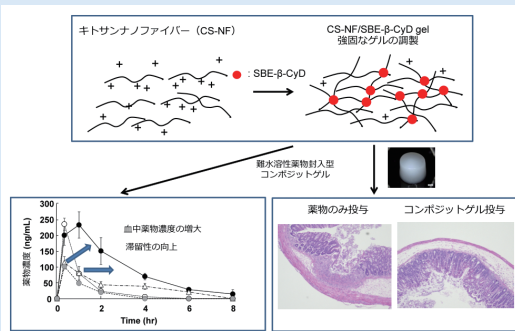 キトサンナノファイバー（CS-NF）
CS-NF/SBE-β-CyD gel
強固なゲルの調製
: SBE-β-CyD
難水溶性薬物封入型
コンポジットゲル
薬物濃度 (ng/mL)
300
250
200
150
100
50
0
血中薬物濃度の増大
滞留性の向上
0 2 4 6 8
Time (hr)
薬物のみ投与
コンポジットゲル投与